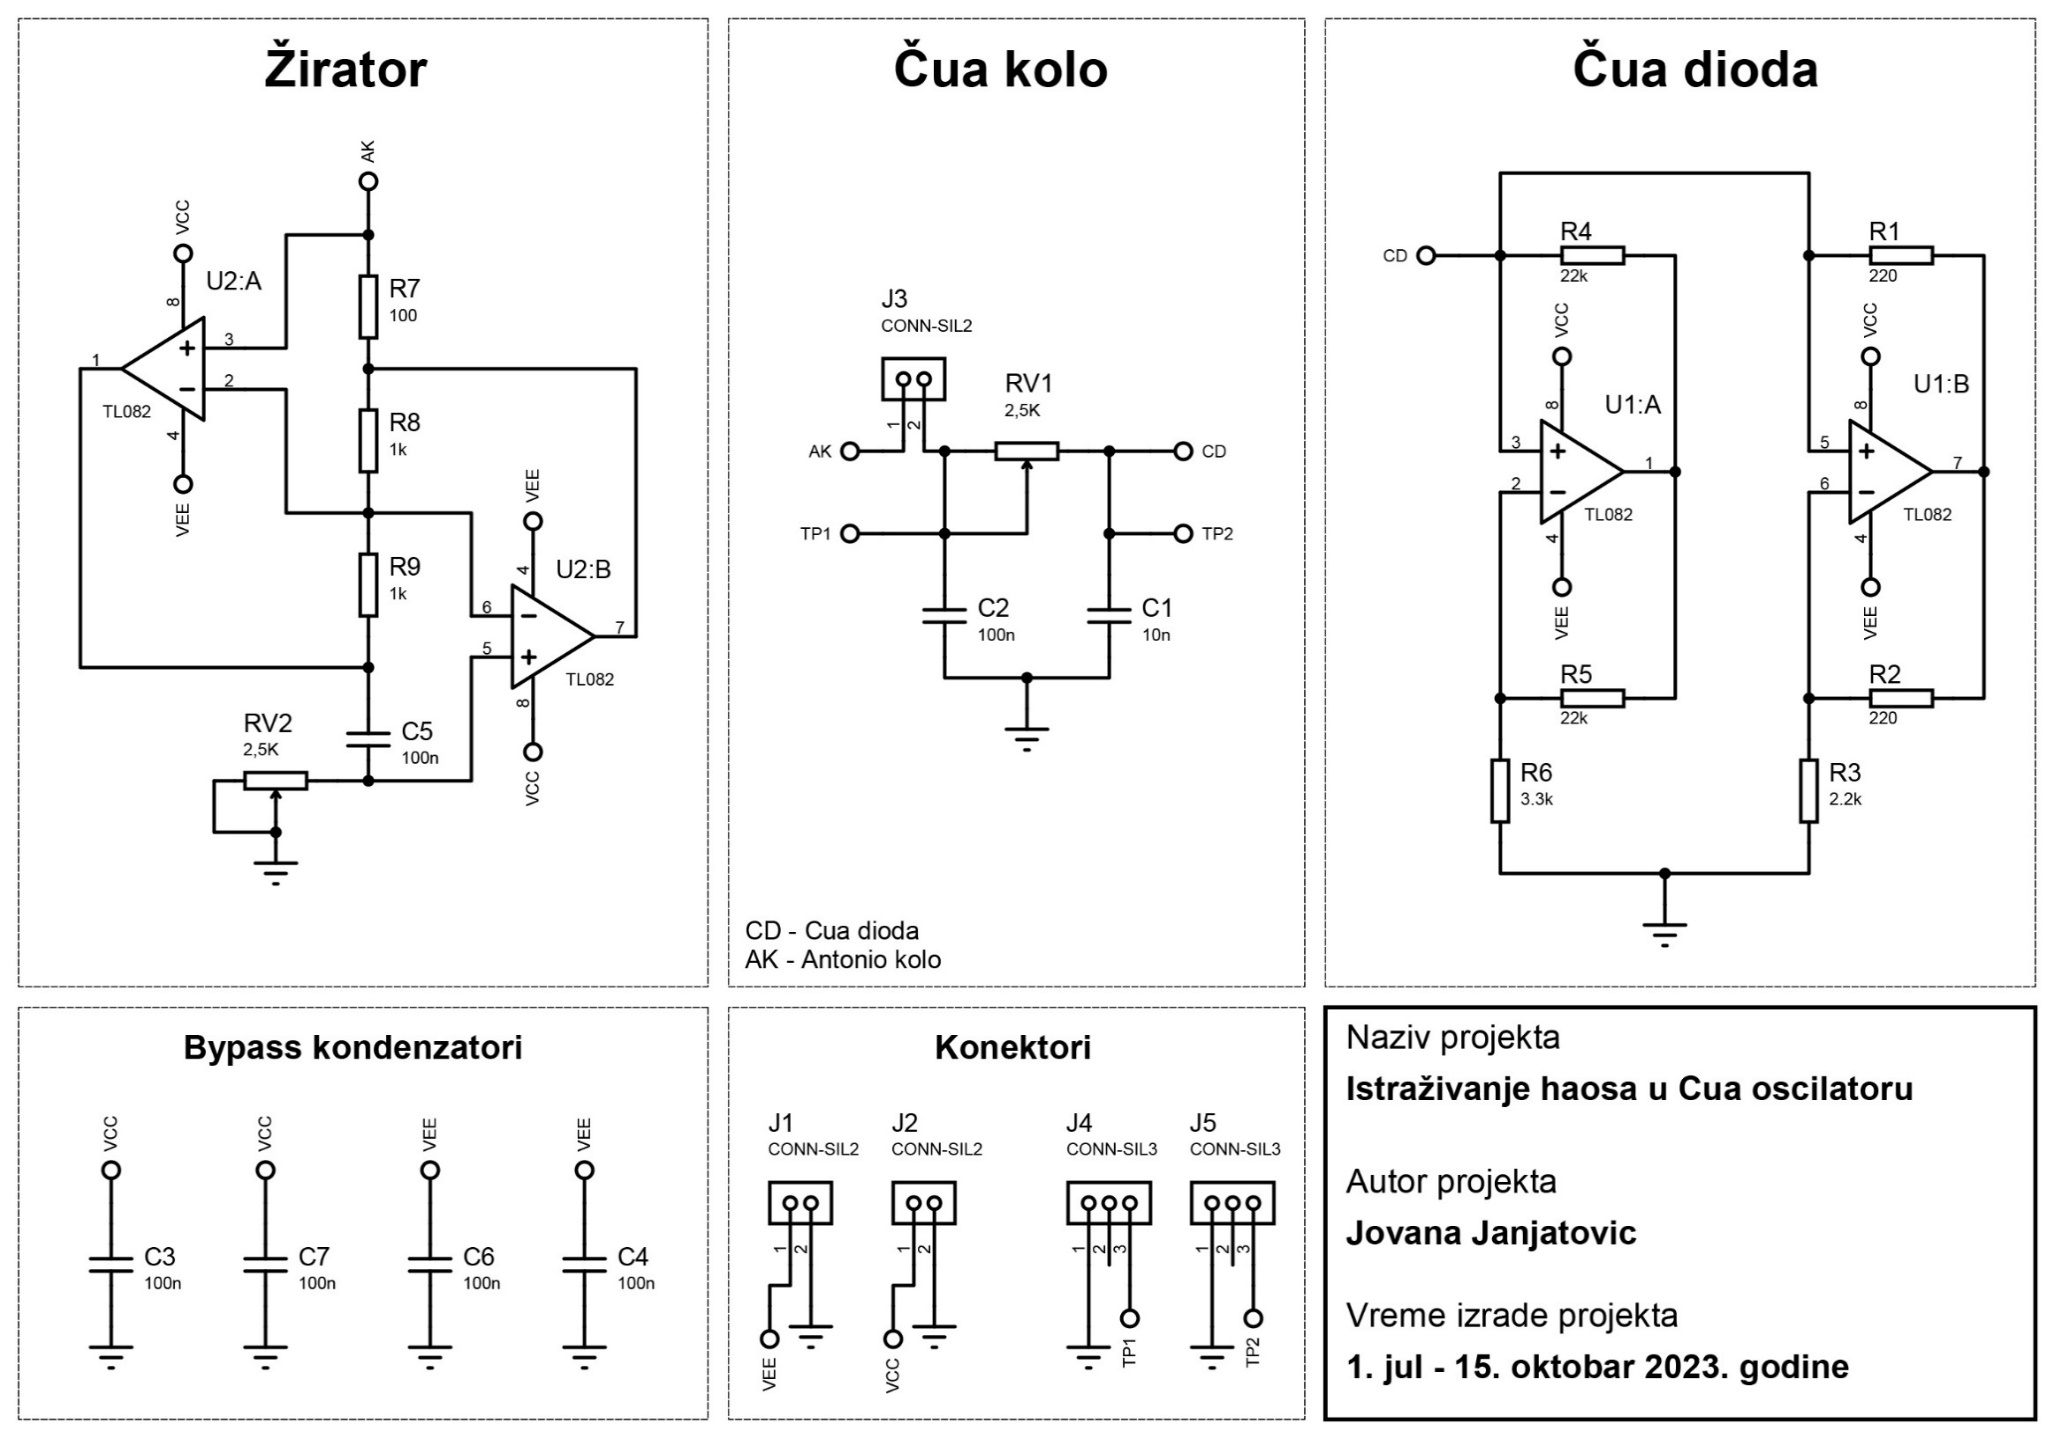 Žirator
AK
VCC
8
U2:A
3
1
2
TL082
4
VEE
R7
100
R8
1k
R9
1k
VEE
4
U2:B
6
7
5
TL082
8
VCC
RV2
2,5K
C5
100n
Čua kolo
J3
CONN-SIL2
1
2
RV1
2,5K
AK
CD
TP1
TP2
C2
100n
C1
10n
CD - Cua dioda
AK - Antonio kolo
Čua dioda
CD
R4
22k
R1
220
VCC
8
U1:A
3
1
2
TL082
4
VEE
VCC
8
U1:B
5
7
6
TL082
4
VEE
R5
22k
R2
220
R6
3.3k
R3
2.2k
Bypass kondenzatori
VCC
VCC
VEE
VEE
C3
100n
C7
100n
C6
100n
C4
100n
Konektori
J1
CONN-SIL2
1
2
VEE
J2
CONN-SIL2
1
2
VCC
J4
CONN-SIL3
1
2
3
TP1
J5
CONN-SIL3
1
2
3
TP2
Naziv projekta
Istraživanje haosa u Cua oscilatoru
Autor projekta
Jovana Janjatovic
Vreme izrade projekta
1. jul - 15. oktobar 2023. godine